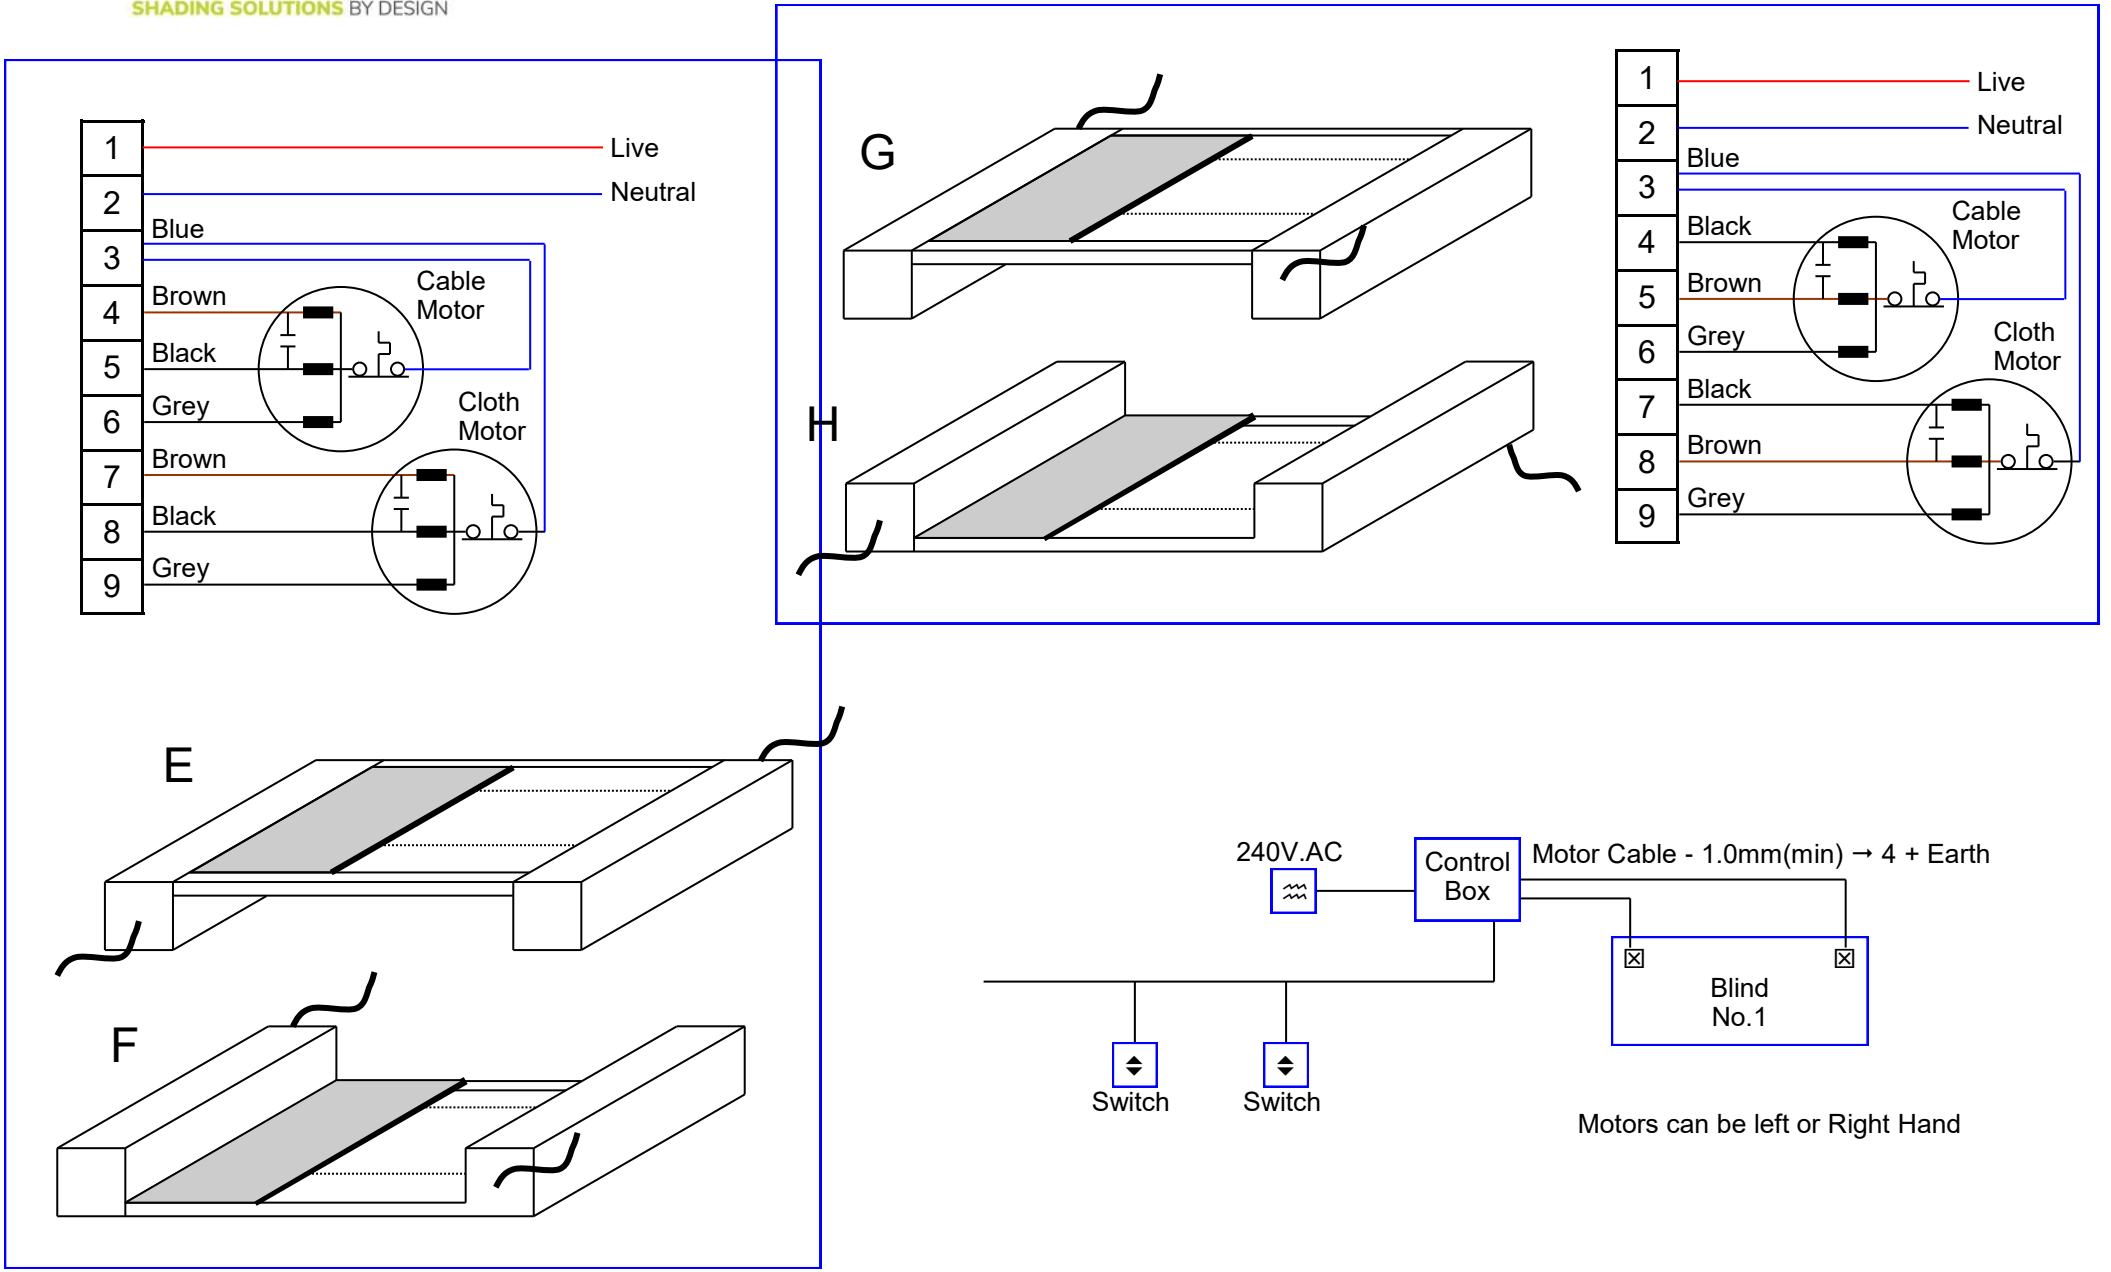 SHADING SOLUTIONS BY DESIGN
1
Live
2
Neutral
Blue
3
Cable
Motor
Brown
4
Black
5
Grey
6
Cloth
Motor
Brown
7
Black
8
Grey
9
G
H
1
Live
2
Neutral
Blue
3
Cable
Motor
Black
4
Brown
5
Grey
6
Cloth
Motor
Black
7
Brown
8
Grey
9
E
F
240V.AC
Control
Box
Motor Cable - 1.0mm(min) → 4 + Earth
Blind
No.1
Switch
Switch
Motors can be left or Right Hand